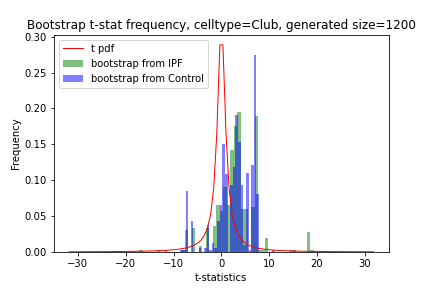 Bootstrap t-stat frequency, celltype=Club, generated size=1200
t pdf
bootstrap from IPF
bootstrap from Control
Frequency
0.30
0.25
0.20
0.15
0.10
0.05
0.00
−30
−20
−10
0
10
20
30
t-statistics